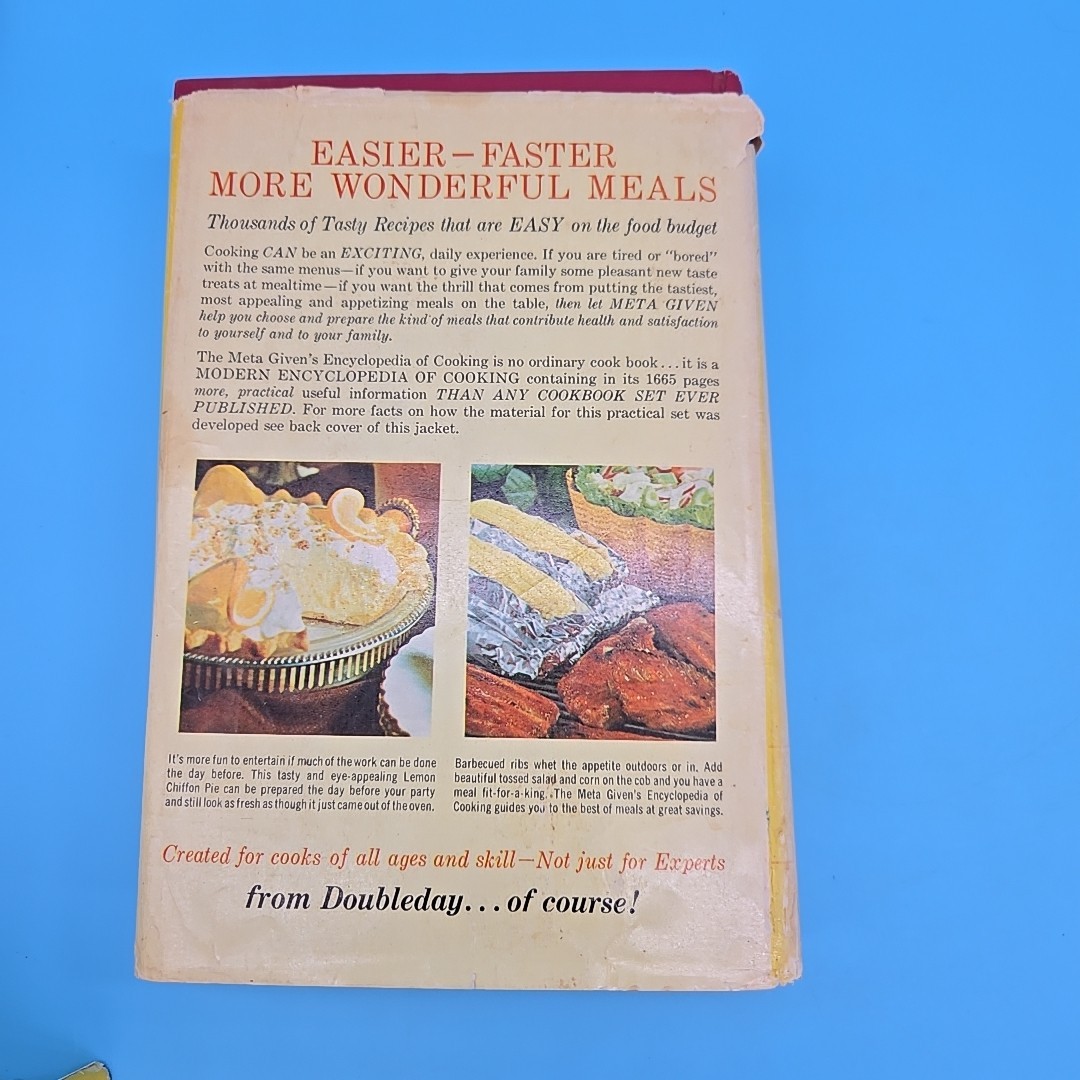 EASIER—FASTER
MORE WONDERFUL MEALS
Thousands of Tasty Recipes that are EASY on the food budget
Cooking CAN be an EXCITING, daily experience. If you are tired or "bored"
with the same menus—if you want to give your family some pleasant new taste
treats at mealtime—if you want the thrill that comes from putting the tastiest,
most appealing and appetizing meals on the table, then let META GIVEN
help you choose and prepare the kind of meals that contribute health and satisfaction
to yourself and to your family.
The Meta Given's Encyclopedia of Cooking is no ordinary cook book...it is a
MODERN ENCYCLOPEDIA OF COOKING containing in its 1665 pages
more, practical useful information THAN ANY COOKBOOK SET EVER
PUBLISHED. For more facts on how the material for this practical set was
developed see back cover of this jacket.
It's more fun to entertain if much of the work can be done
the day before. This tasty and eye-appealing Lemon
Chiffon Pie can be prepared the day before your party
and still look as fresh as though it just came out of the oven.
Barbecued ribs whet the appetite outdoors or in. Add
beautiful tossed salad and corn on the cob and you have a
meal fit-for-a-king. The Meta Given's Encyclopedia of
Cooking guides you to the best of meals at great savings.
Created for cooks of all ages and skill—Not just for Experts
from Doubleday...of course!